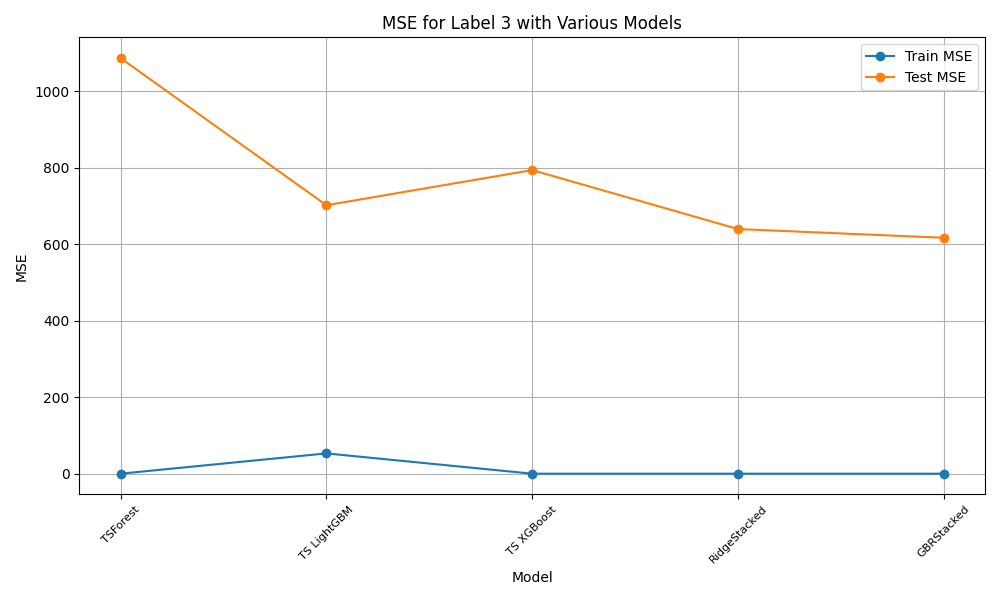 MSE for Label 3 with Various Models
Train MSE
Test MSE
MSE
1000
800
600
400
200
0
TSForest
TS LightGBM
TS XGBoost
RidgeStacked
GBRStacked
Model